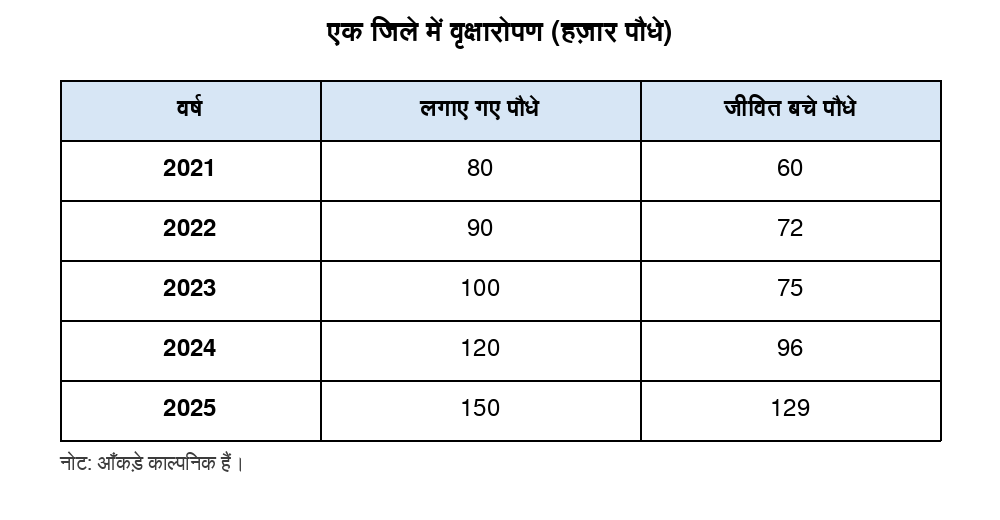 एक जिले में वृक्षारोपण (हज़ार पौधे)
वर्ष लगाए गए पौधे जीवित बचे पौधे
2021 80 60
2022 90 72
2023 100 75
2024 120 96
2025 150 129
नोट: आँकड़े काल्पनिक हैं।